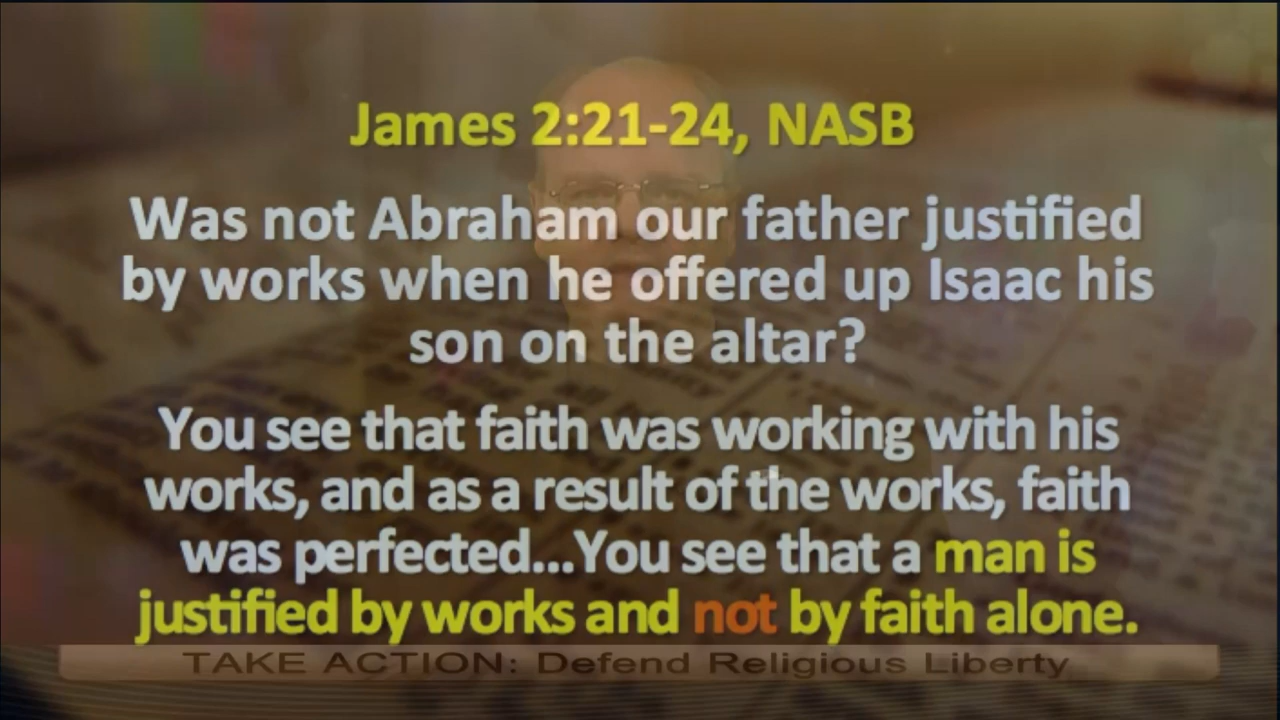 James 2:21-24, NASB
Was not Abraham our father justified
by works when he offered up Isaac his
son on the altar?
You see that faith was working with his
works, and as a result of the works, faith
was perfected...You see that a man is
justified by works and not by faith alone.
TAKE ACTION: Defend Religious Liberty